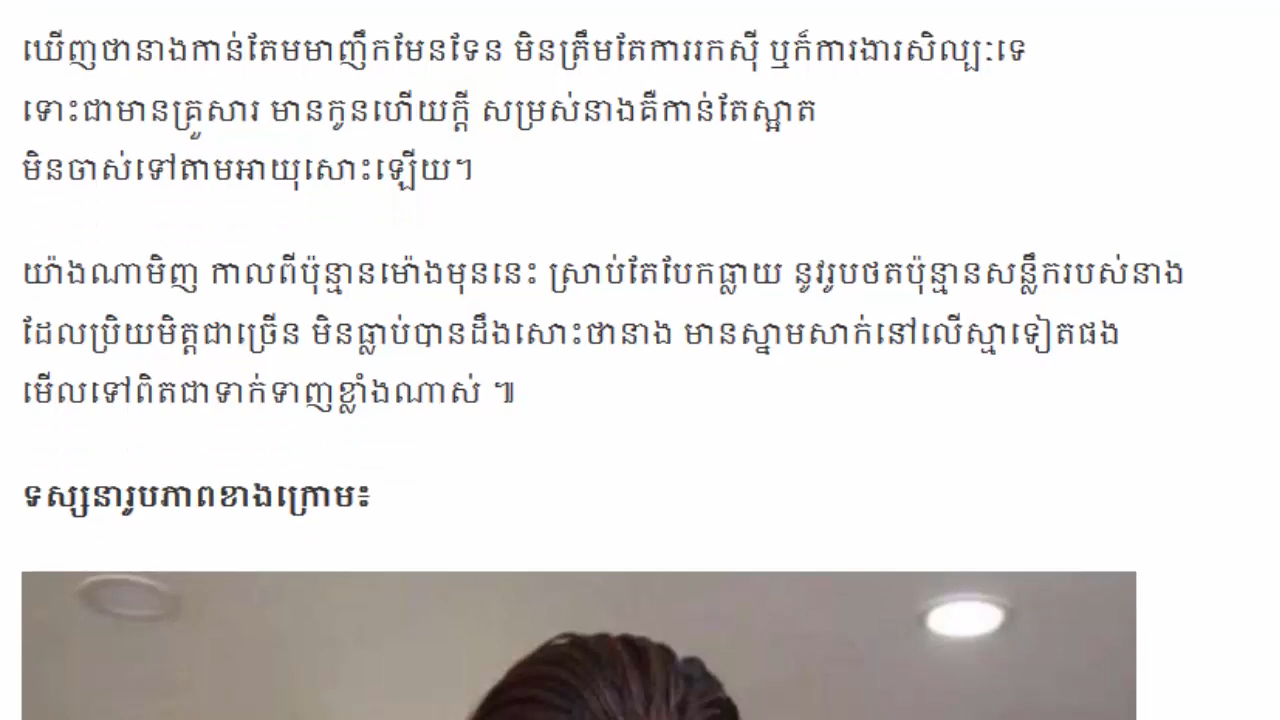 ឃើញថានាងកាន់តែមមាញឹកមែនទែន មិនត្រឹមតែការរកស៊ី ឬក៏ការងារសិល្បៈទេ
ទោះជាមានគ្រួសារ មានកូនហើយក្តី សម្រស់នាងគឺកាន់តែស្អាត
មិនចាស់ទៅតាមអាយុសោះឡើយ។
យ៉ាងណាមិញ កាលពីប៉ុន្មានម៉ោងមុននេះ ស្រាប់តែបែកធ្លាយ នូវរូបថតប៉ុន្មានសន្លឹករបស់នាង
ដែលប្រិយមិត្តជាច្រើន មិនធ្លាប់បានដឹងសោះថានាង មានស្នាមសាក់នៅលើស្មាទៀតផង
មើលទៅពិតជាទាក់ទាញខ្លាំងណាស់ ៕
ទស្សនារូបភាពខាងក្រោម៖